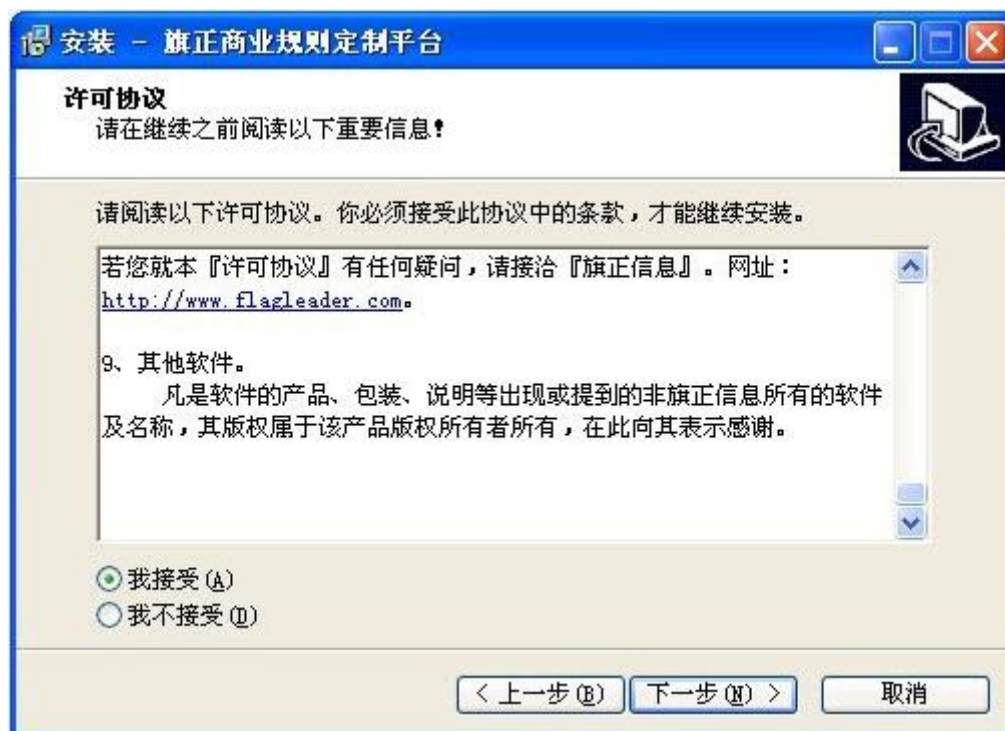 安装 - 旗正商业规则定制平台
许可协议
请在继续之前阅读以下重要信息！
请阅读以下许可协议。你必须接受此协议中的条款，才能继续安装。
若您就本『许可协议』有任何疑问，请接洽『旗正信息』。网址：
http://www.flagleader.com。
9、其他软件。
凡是软件的产品、包装、说明等出现或提到的非旗正信息所有的软件
及名称，其版权属于该产品版权所有者所有，在此向其表示感谢。
我接受(A)
我不接受(D)
< 上一步(B) 下一步(N) > 取消